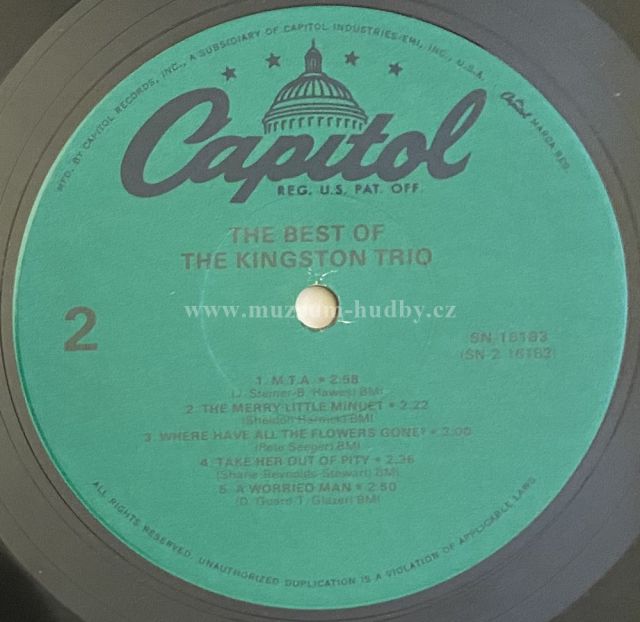 MFD. BY CAPITOL RECORDS, INC., A SUBSIDIARY OF CAPITOL INDUSTRIES-EMI, INC., U.S.A.
Capitol MARCA REG.
Capitol
REG. U.S. PAT. OFF.
THE BEST OF
THE KINGSTON TRIO
www.muzeum-hudby.cz
2
SN-16183
(SN-2-16183)
1. M.T.A. • 2:58
(J. Steiner-B. Hawes) BMI
2. THE MERRY LITTLE MINUET • 2:22
(Sheldon Harnick) BMI
3. WHERE HAVE ALL THE FLOWERS GONE? • 3:00
(Pete Seeger) BMI
4. TAKE HER OUT OF PITY • 2:36
(Shane-Reynolds-Stewart) BMI
5. A WORRIED MAN • 2:50
(D. Guard-T. Glazer) BMI
ALL RIGHTS RESERVED. UNAUTHORIZED DUPLICATION IS A VIOLATION OF APPLICABLE LAWS.